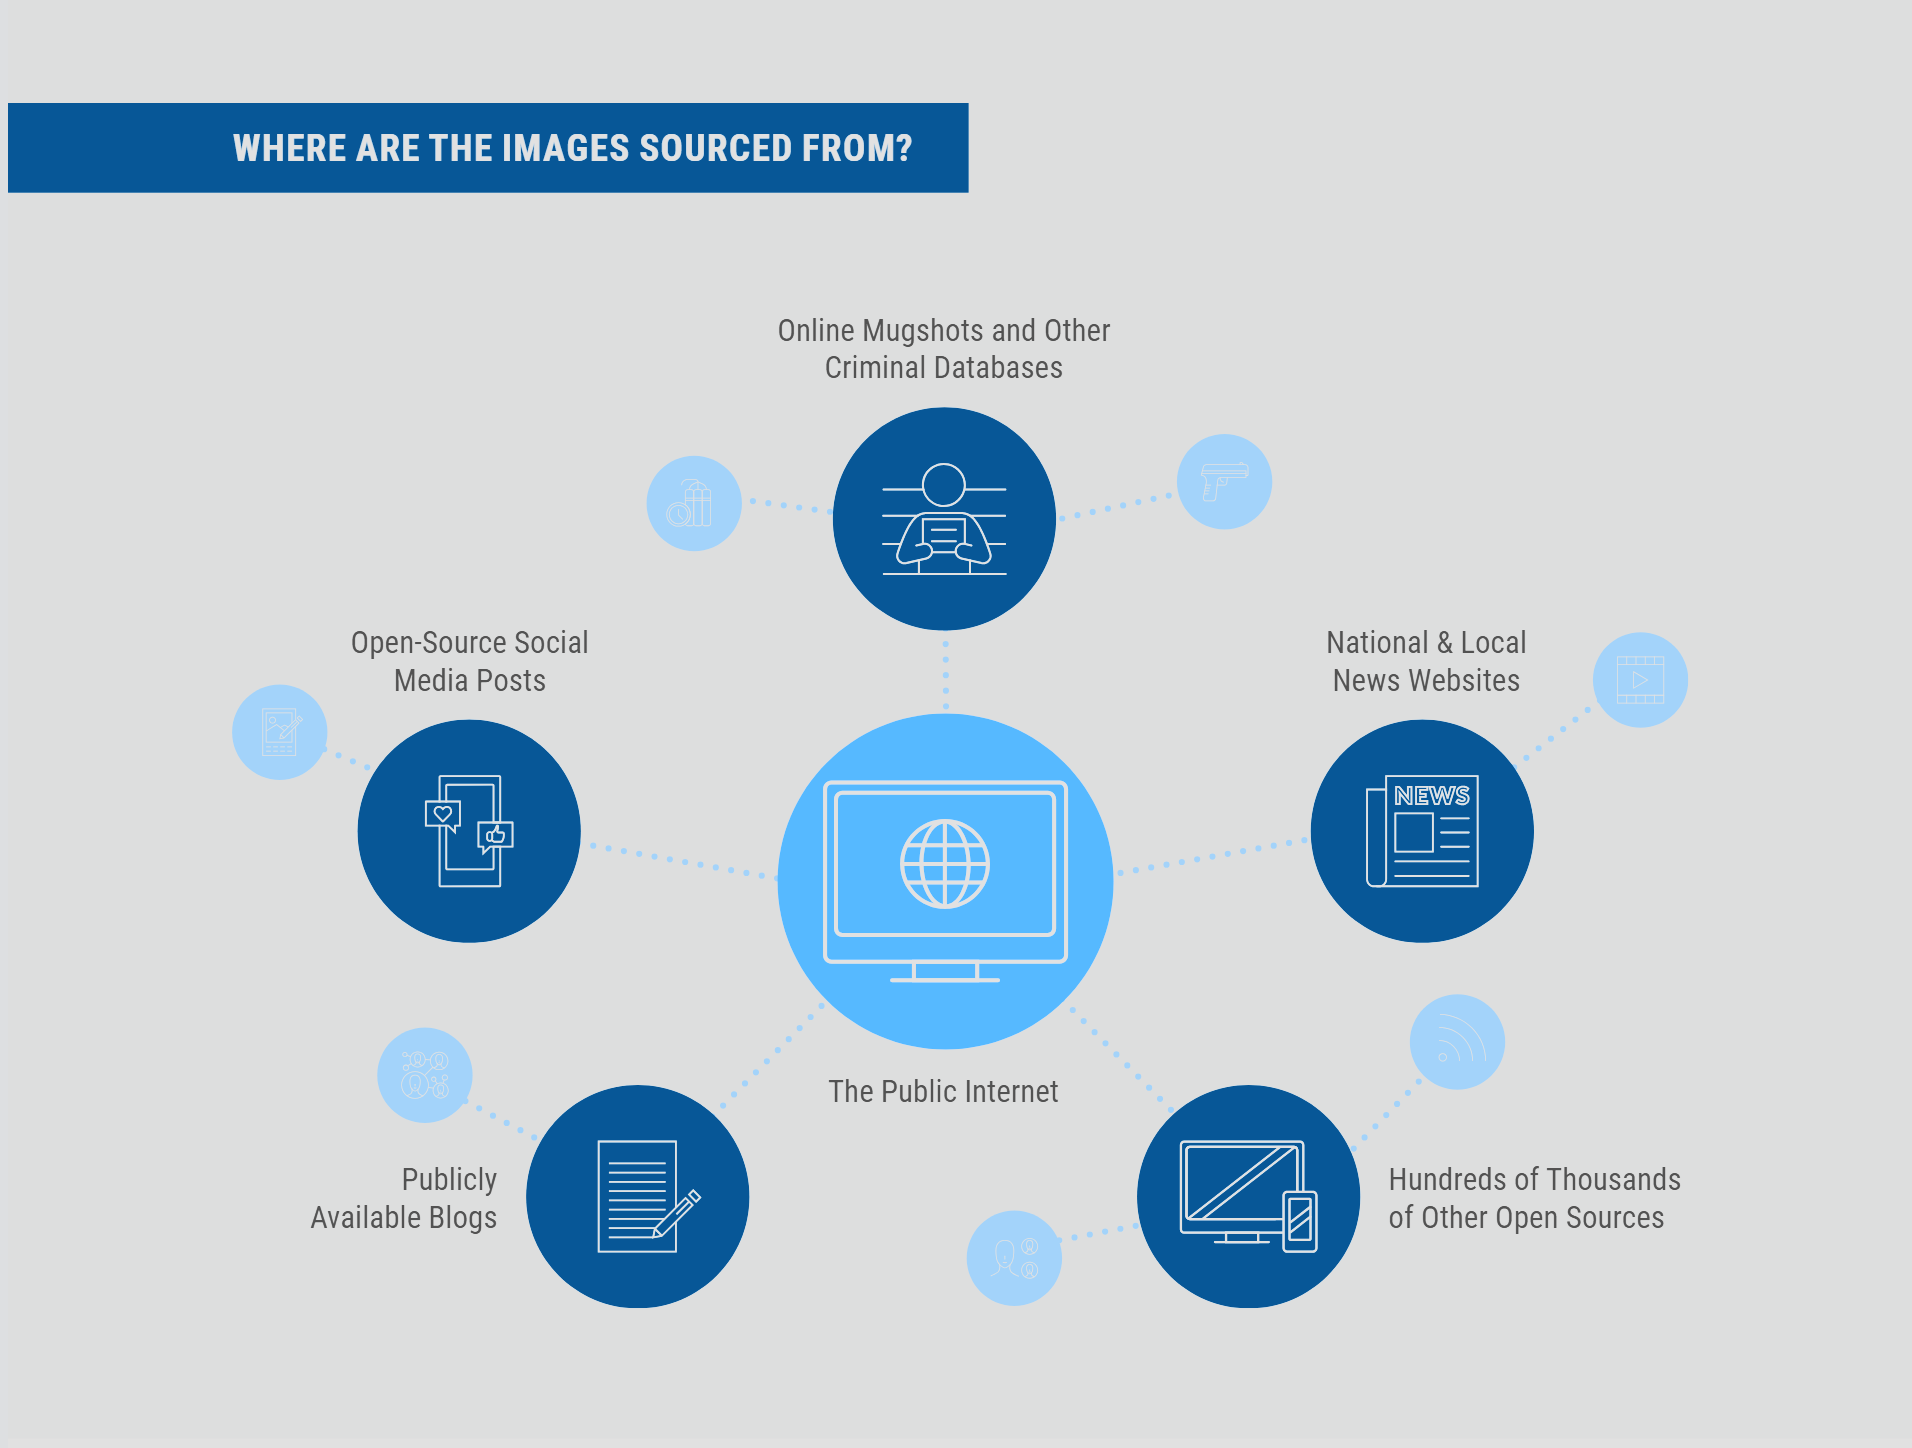 WHERE ARE THE IMAGES SOURCED FROM?
Online Mugshots and Other
Criminal Databases
Open-Source Social
Media Posts
National & Local
News Websites
NEWS
The Public Internet
Publicly
Available Blogs
Hundreds of Thousands
of Other Open Sources